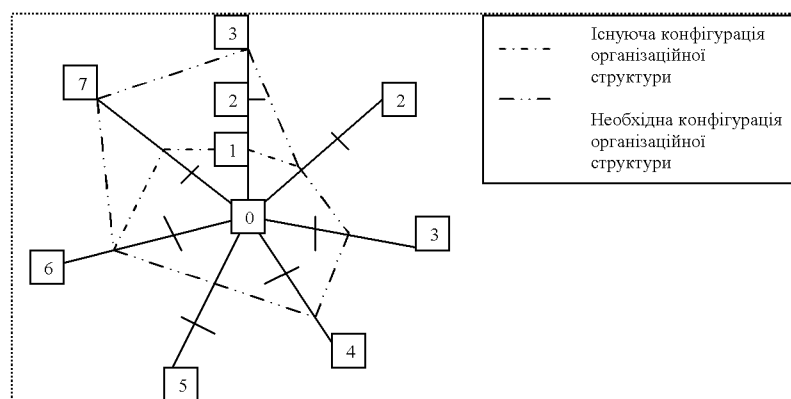 3
7
2
2
1
0
3
6
4
5
Існуюча конфігурація
організаційної
структури
Необхідна конфігурація
організаційної
структури